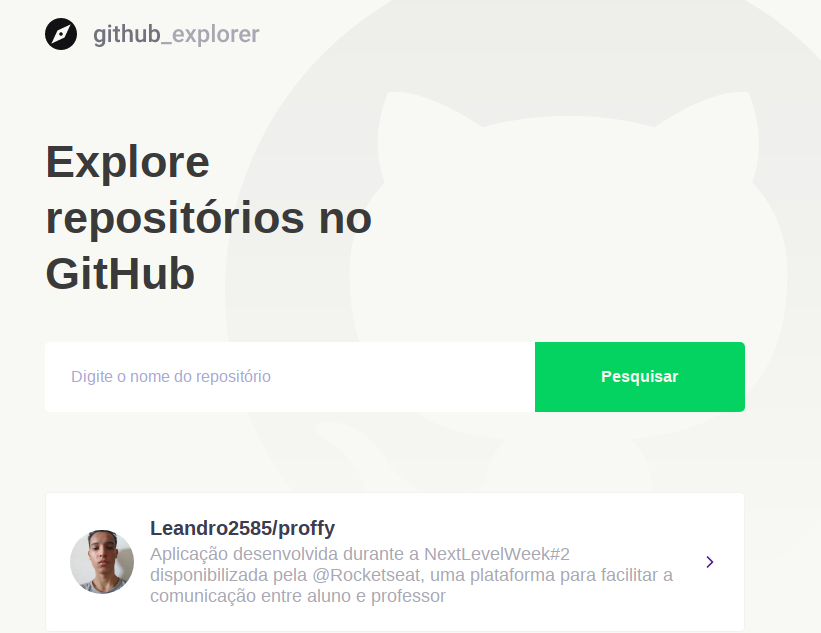 github_explorer
Explore
repositórios no
GitHub
Digite o nome do repositório
Pesquisar
Leandro2585/proffy
Aplicação desenvolvida durante a NextLevelWeek#2
disponibilizada pela @Rocketseat, uma plataforma para facilitar a
comunicação entre aluno e professor